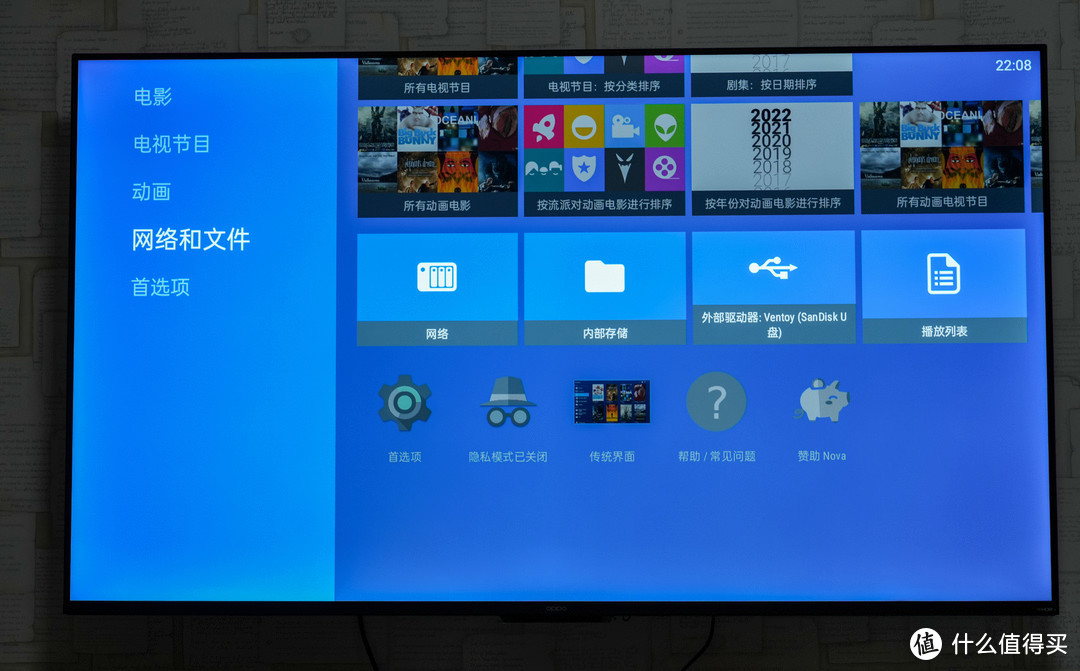 22:08
电影
电视节目
动画
网络和文件
首选项
所有电视节目
电视节目：按分类排序
剧集：按日期排序
OCEANI
BIG BUCK
BUNNY
2022
2021
2020
2019
2018
2017
所有动画电影
按流派对动画电影进行排序
按年份对动画电影进行排序
所有动画电视节目
网络
内部存储
外部驱动器: Ventoy (SanDisk U
盘)
播放列表
首选项
隐私模式已关闭
传统界面
?
帮助 / 常见问题
赞助 Nova
oppo
值 什么值得买